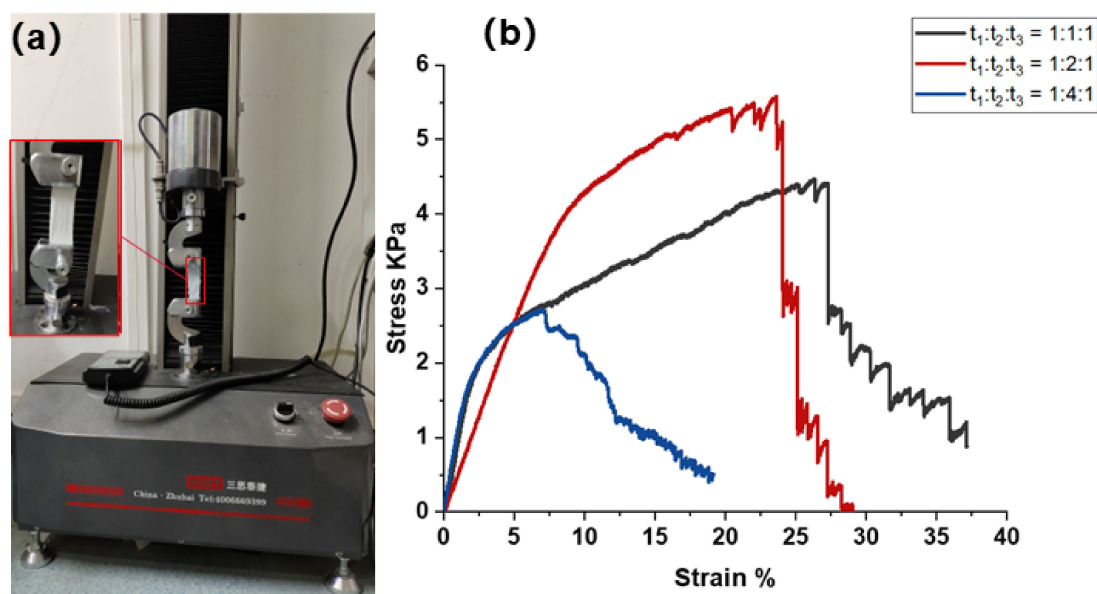 (a)
三思泰捷
China · Zhuhai Tel:4006669399
(b)
t₁:t₂:t₃ = 1:1:1
t₁:t₂:t₃ = 1:2:1
t₁:t₂:t₃ = 1:4:1
Stress KPa
6
5
4
3
2
1
0
0 5 10 15 20 25 30 35 40
Strain %